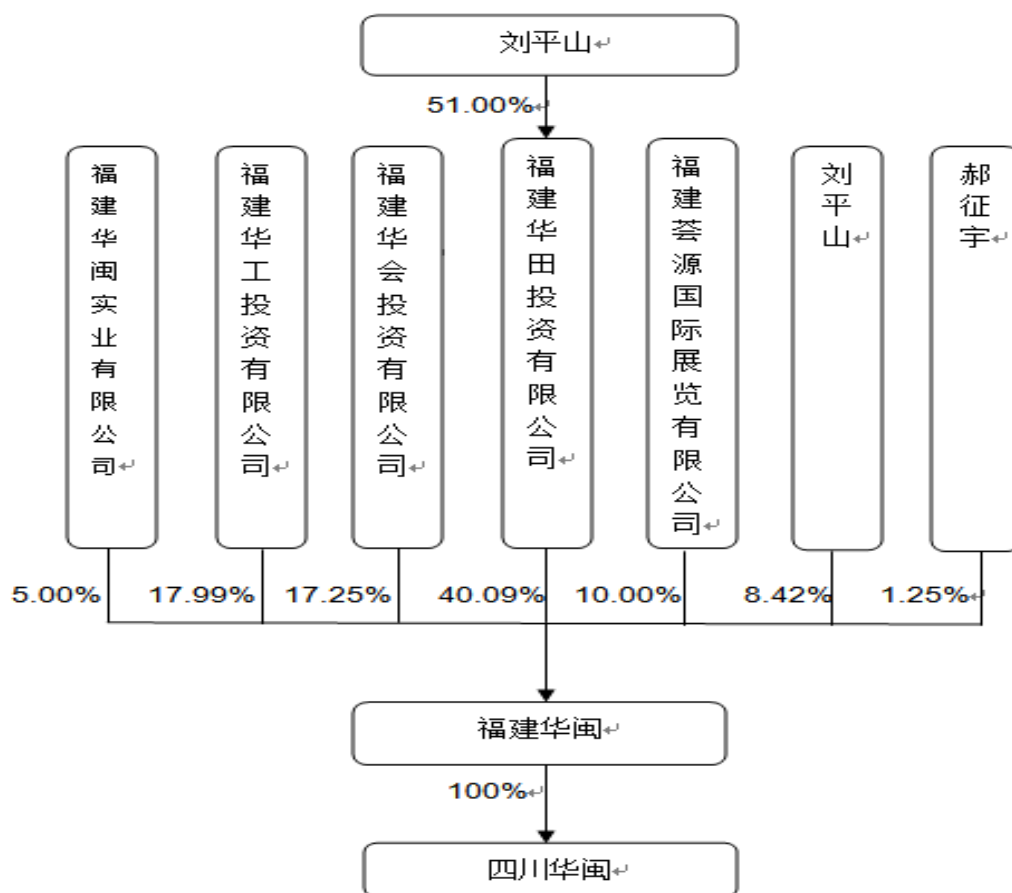 刘平山
51.00%
福建华闽实业有限公司
福建华工投资有限公司
福建华会投资有限公司
福建华田投资有限公司
福建荟源国际展览有限公司
刘平山
郝征宇
5.00%
17.99%
17.25%
40.09%
10.00%
8.42%
1.25%
福建华闽
100%
四川华闽